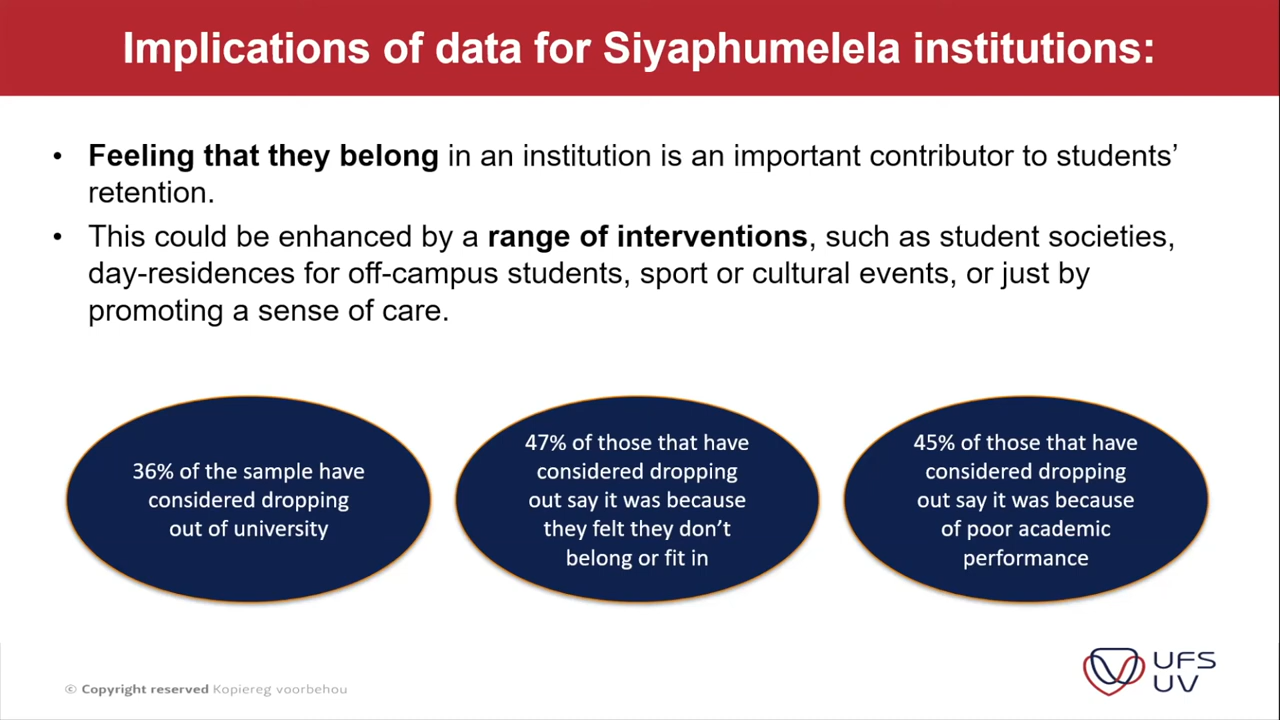 Implications of data for Siyaphumelela institutions:
• Feeling that they belong in an institution is an important contributor to students’
retention.
• This could be enhanced by a range of interventions, such as student societies,
day-residences for off-campus students, sport or cultural events, or just by
promoting a sense of care.
36% of the sample have
considered dropping
out of university
47% of those that have
considered dropping
out say it was because
they felt they don’t
belong or fit in
45% of those that have
considered dropping
out say it was because
of poor academic
performance
© Copyright reserved Kopiereg voorbehou
UFS
UV